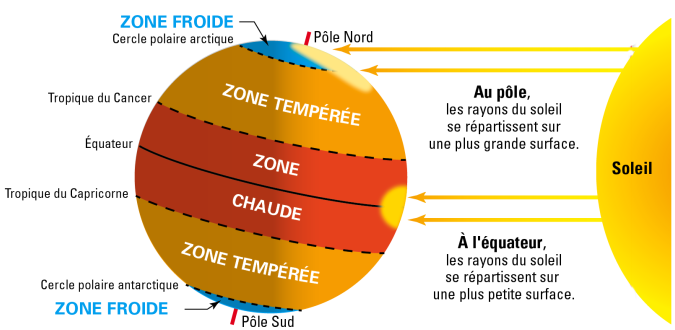 ZONE FROIDE
Cercle polaire arctique
Pôle Nord
Tropique du Cancer
Équateur
Tropique du Capricorne
Cercle polaire antarctique
ZONE FROIDE
Pôle Sud
ZONE TEMPÉRÉE
ZONE
CHAUDE
ZONE TEMPÉRÉE
Au pôle,
les rayons du soleil
se répartissent sur
une plus grande surface.
Soleil
À l'équateur,
les rayons du soleil
se répartissent sur
une plus petite surface.